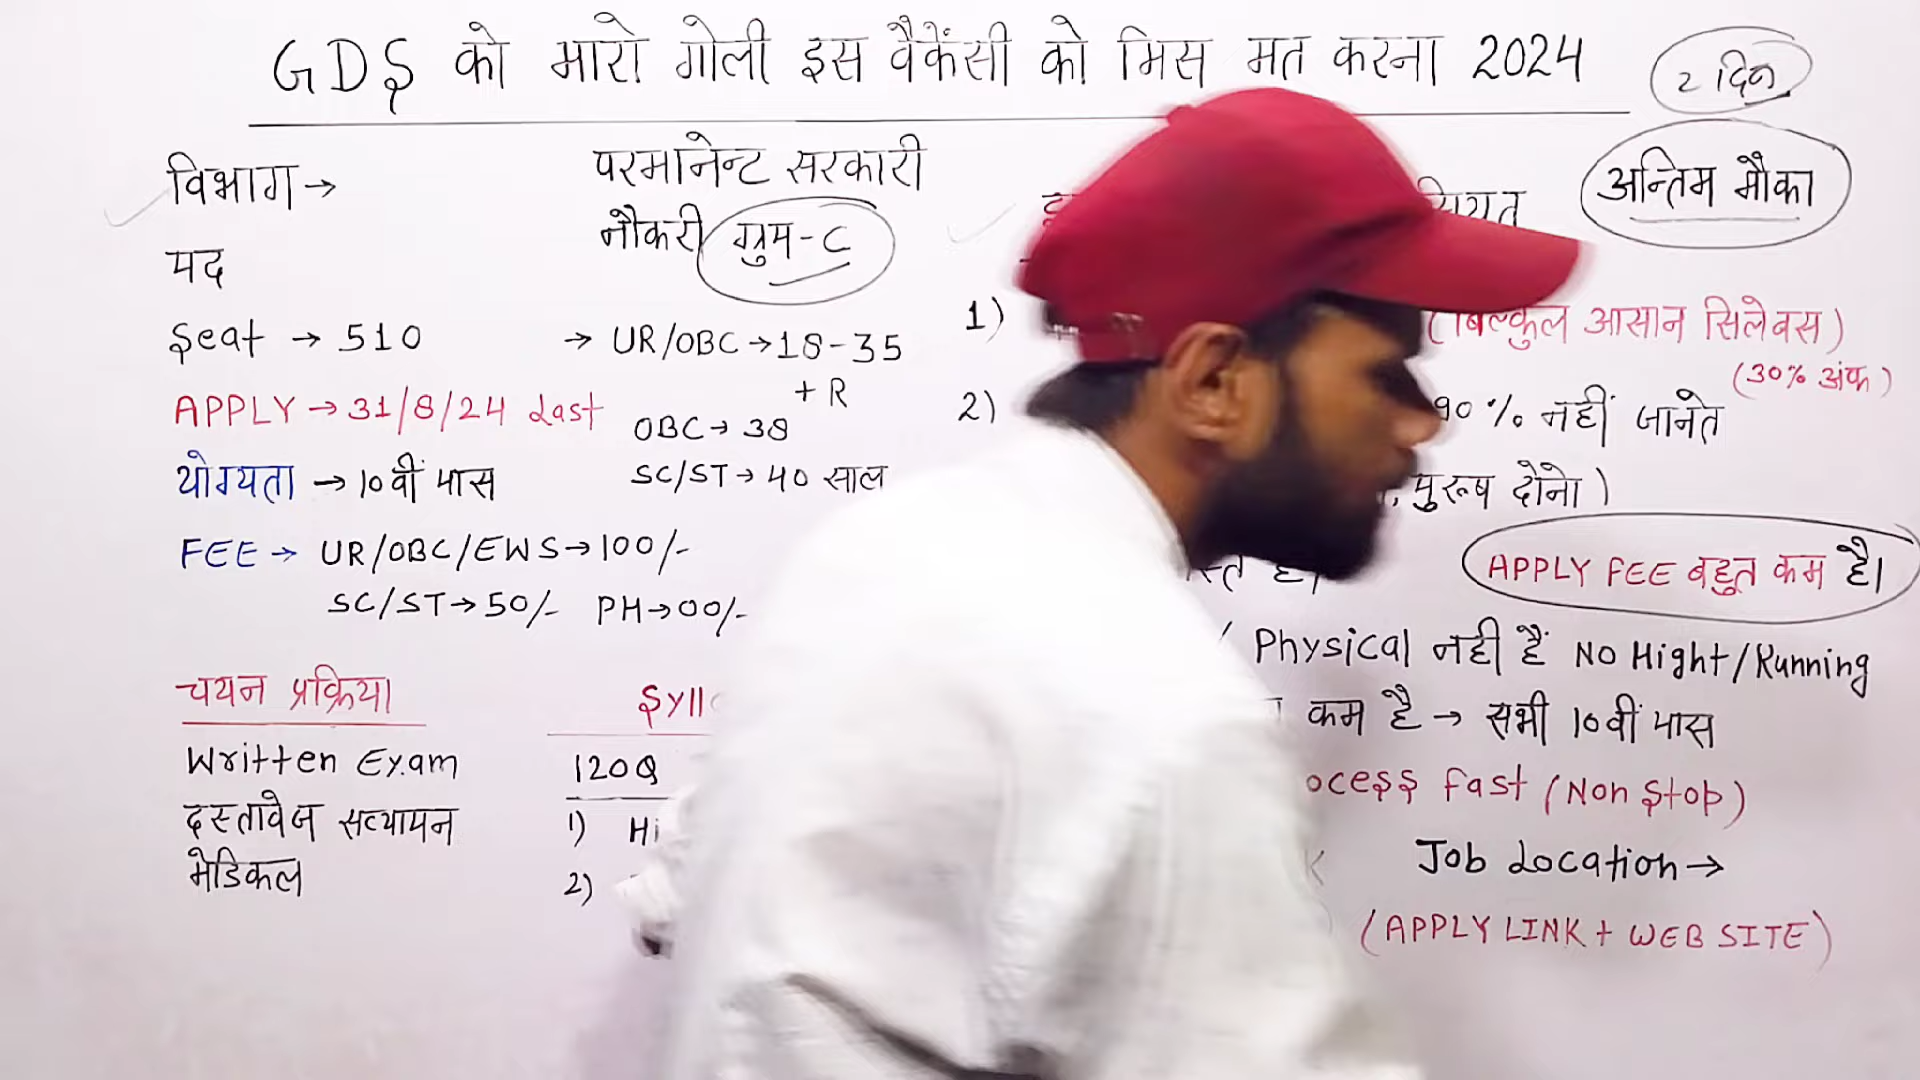 GDS को मारो गोली इस वैकेंसी को मिस मत करना 2024
2 दिन
अन्तिम मौका
विभाग→
परमानेन्ट सरकारी
नौकरी ग्रुप-C
पद
Seat → 510
→ UR/OBC→18-35
+ R
APPLY → 31/8/24 Last
OBC→ 38
योग्यता → 10वीं पास
SC/ST→ 40 साल
FEE→ UR/OBC/EWS→100/-
SC/ST→50/- PH→00/-
चयन प्रक्रिया
Written Exam
दस्तावेज सत्यापन
मेडिकल
Syll
120Q
1) Hi
2)
1)
(बिल्कुल आसान सिलेबस)
(30% अंक)
2)
90% नहीं जानते
, पुरूष दोनो)
है।
APPLY FEE बहुत कम है।
Physical नही है NO Hight/Running
कम है → सभी 10वीं पास
ocess fast (Non Stop)
Job Location→
(APPLY LINK + WEB SITE)